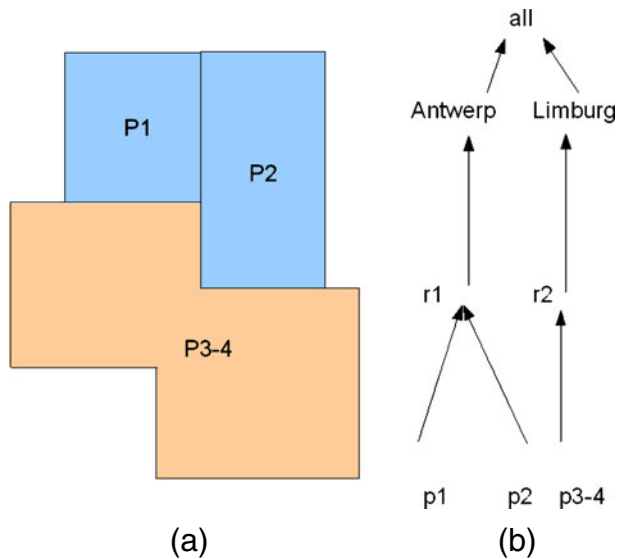 P1
P2
P3-4
(a)
all
Antwerp Limburg
r1 r2
p1 p2 p3-4
(b)